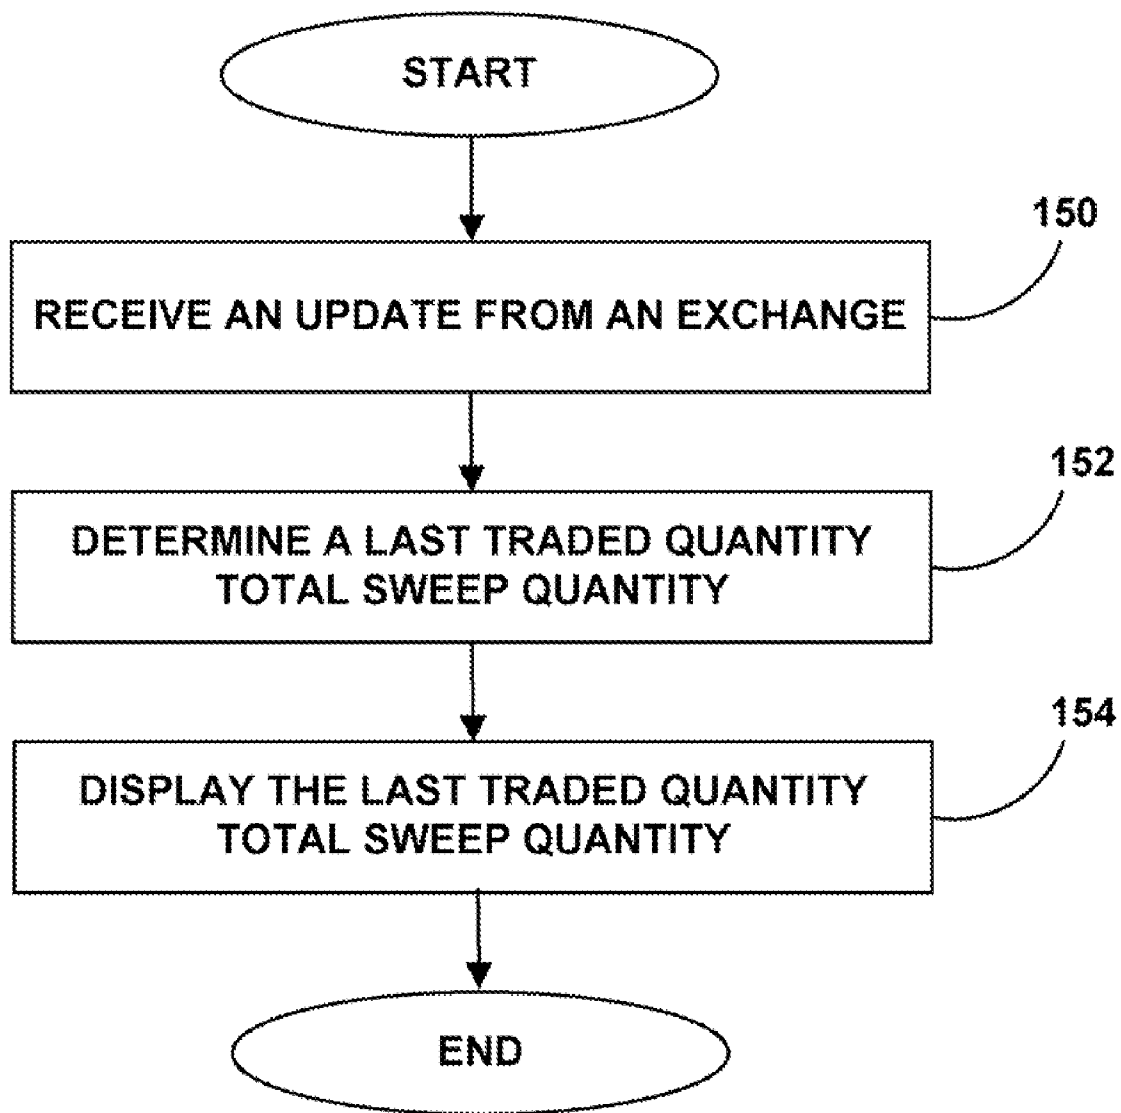 START
150
RECEIVE AN UPDATE FROM AN EXCHANGE
152
DETERMINE A LAST TRADED QUANTITY
TOTAL SWEEP QUANTITY
154
DISPLAY THE LAST TRADED QUANTITY
TOTAL SWEEP QUANTITY
END